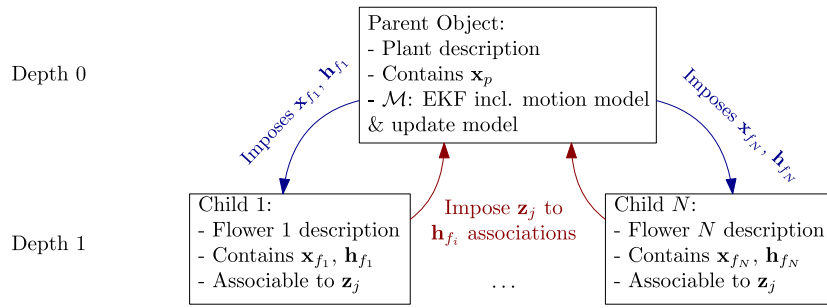 Depth 0
Parent Object:
- Plant description
- Contains x_p
- ℳ: EKF incl. motion model
& update model
Imposes x_{f_1}, h_{f_1}
Imposes x_{f_N}, h_{f_N}
Depth 1
Child 1:
- Flower 1 description
- Contains x_{f_1}, h_{f_1}
- Associable to z_j
Impose z_j to
h_{f_i} associations
...
Child N:
- Flower N description
- Contains x_{f_N}, h_{f_N}
- Associable to z_j